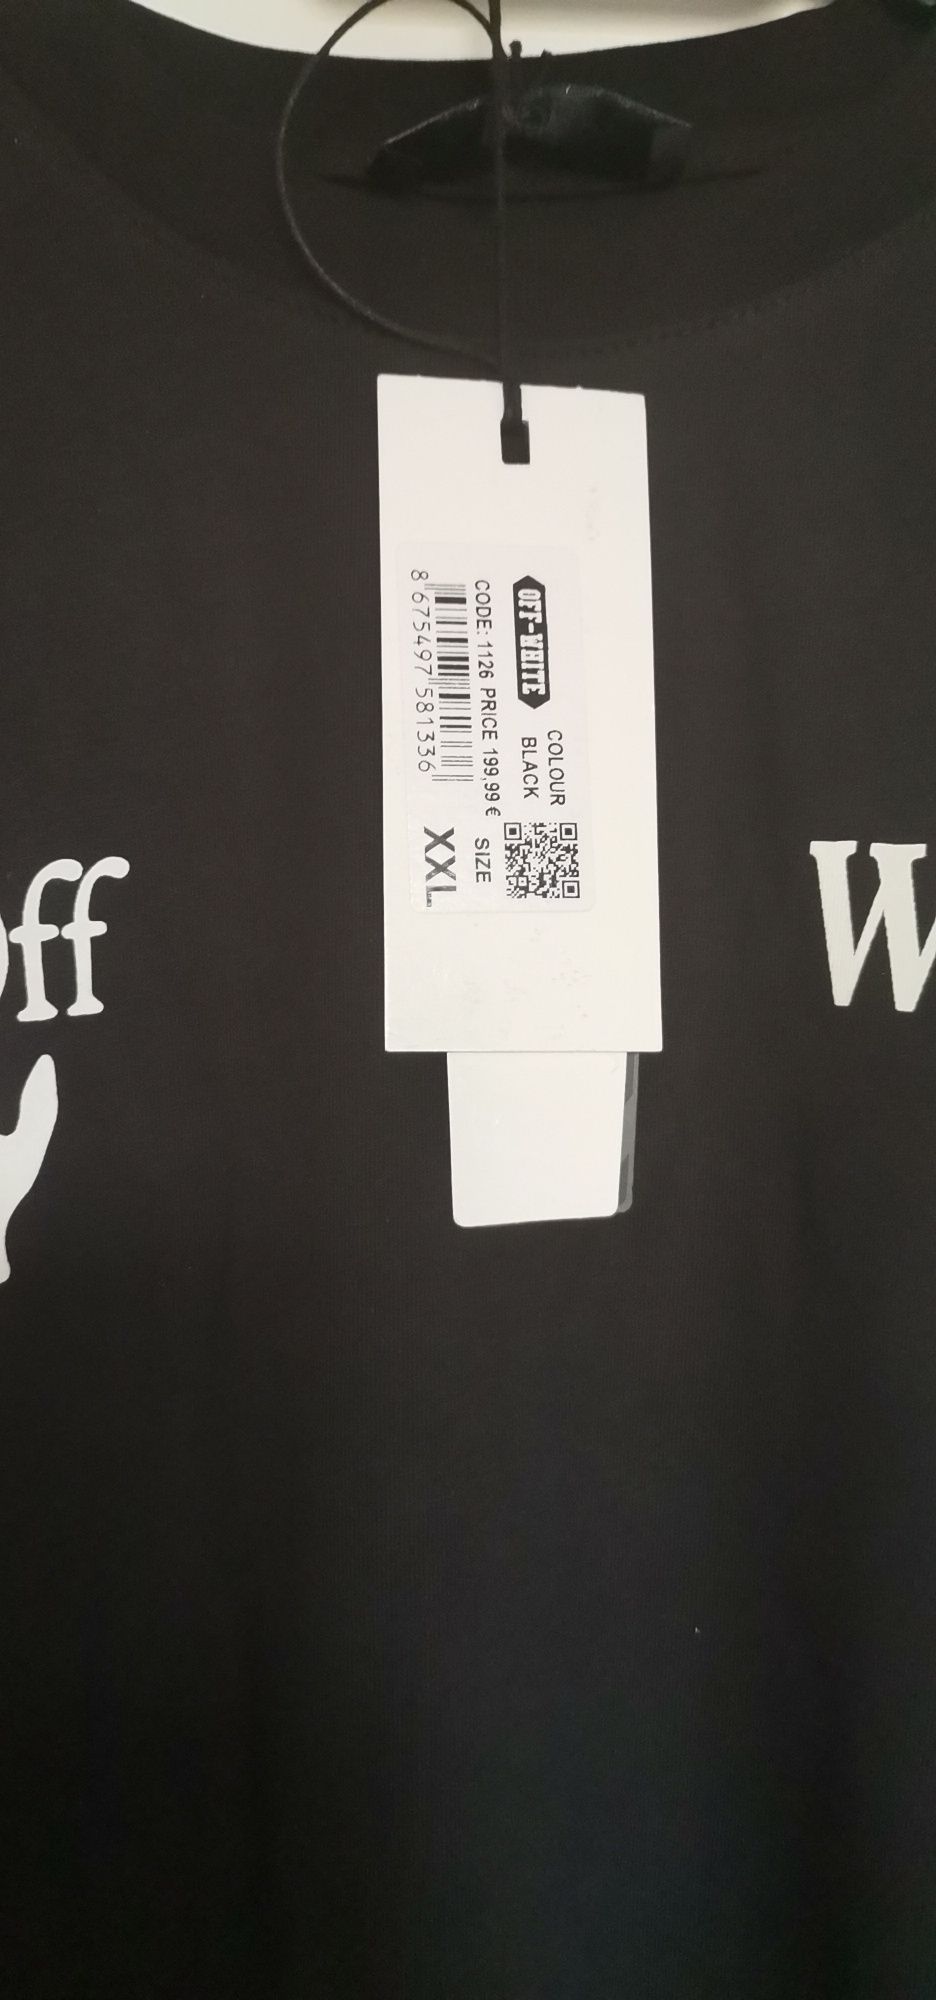 OFF-WHITE
COLOUR
BLACK
CODE: 1126 PRICE 199,99 €
8 675497 581336
SIZE
XXL
Off
W